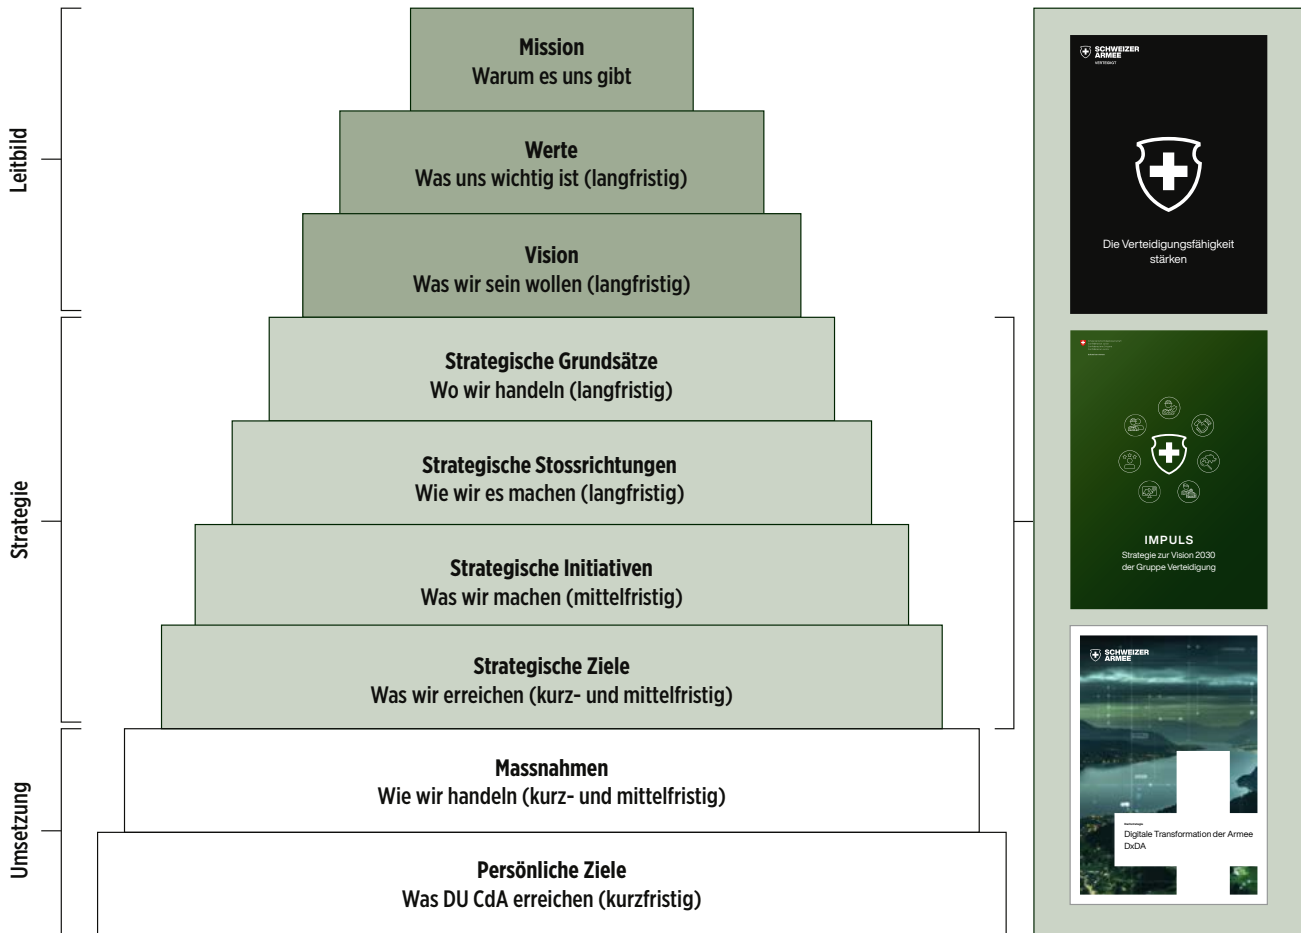 Leitbild
Mission
Warum es uns gibt
Werte
Was uns wichtig ist (langfristig)
Vision
Was wir sein wollen (langfristig)
Strategie
Strategische Grundsätze
Wo wir handeln (langfristig)
Strategische Stossrichtungen
Wie wir es machen (langfristig)
Strategische Initiativen
Was wir machen (mittelfristig)
Strategische Ziele
Was wir erreichen (kurz- und mittelfristig)
Umsetzung
Massnahmen
Wie wir handeln (kurz- und mittelfristig)
Persönliche Ziele
Was DU CdA erreichen (kurzfristig)
SCHWEIZER
ARMEE
VERTEIDIGT
Die Verteidigungsfähigkeit
stärken
IMPULS
Strategie zur Vision 2030
der Gruppe Verteidigung
SCHWEIZER
ARMEE
Digitale Transformation der Armee
DxDA